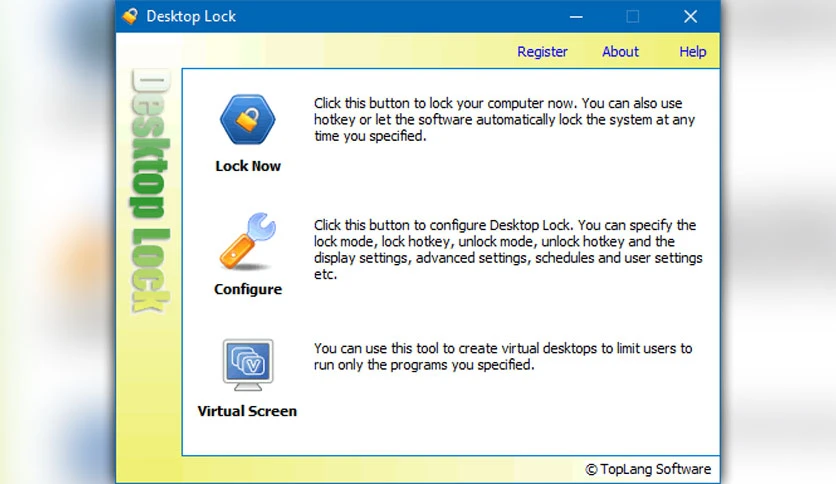 Desktop Lock
Register About Help
Desktop Lock
Click this button to lock your computer now. You can also use
hotkey or let the software automatically lock the system at any
time you specified.
Lock Now
Click this button to configure Desktop Lock. You can specify the
lock mode, lock hotkey, unlock mode, unlock hotkey and the
display settings, advanced settings, schedules and user settings
etc.
Configure
You can use this tool to create virtual desktops to limit users to
run only the programs you specified.
V
Virtual Screen
© TopLang Software